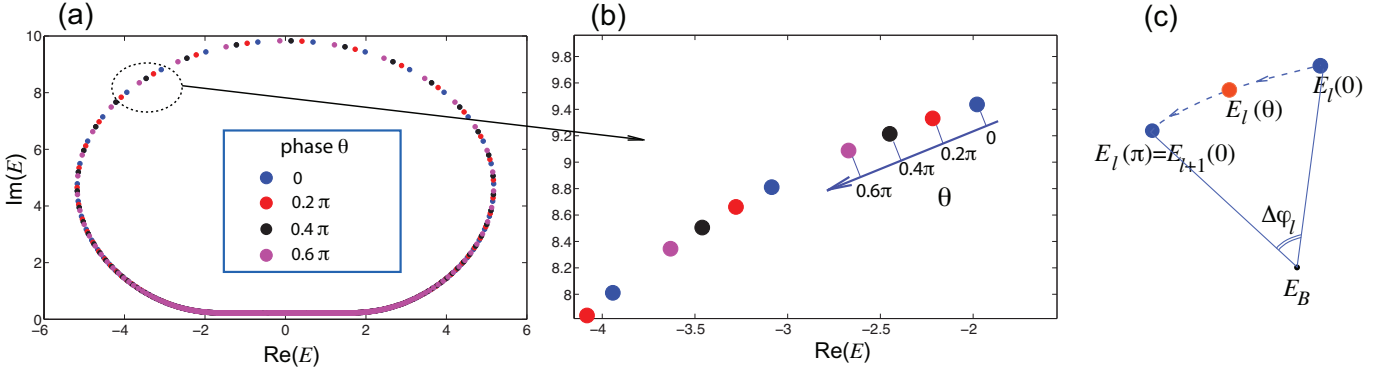 (a)
10
8
6
4
2
0
Im(E)
−6
−4
−2
0
2
4
6
Re(E)
phase θ
0
0.2 π
0.4 π
0.6 π
(b)
9.8
9.6
9.4
9.2
9
8.8
8.6
8.4
8.2
8
−4
−3.5
−3
−2.5
−2
Re(E)
0
0.2π
0.4π
0.6π
θ
(c)
E_l(0)
E_l(θ)
E_l(π)=E_{l+1}(0)
Δφ_l
E_B